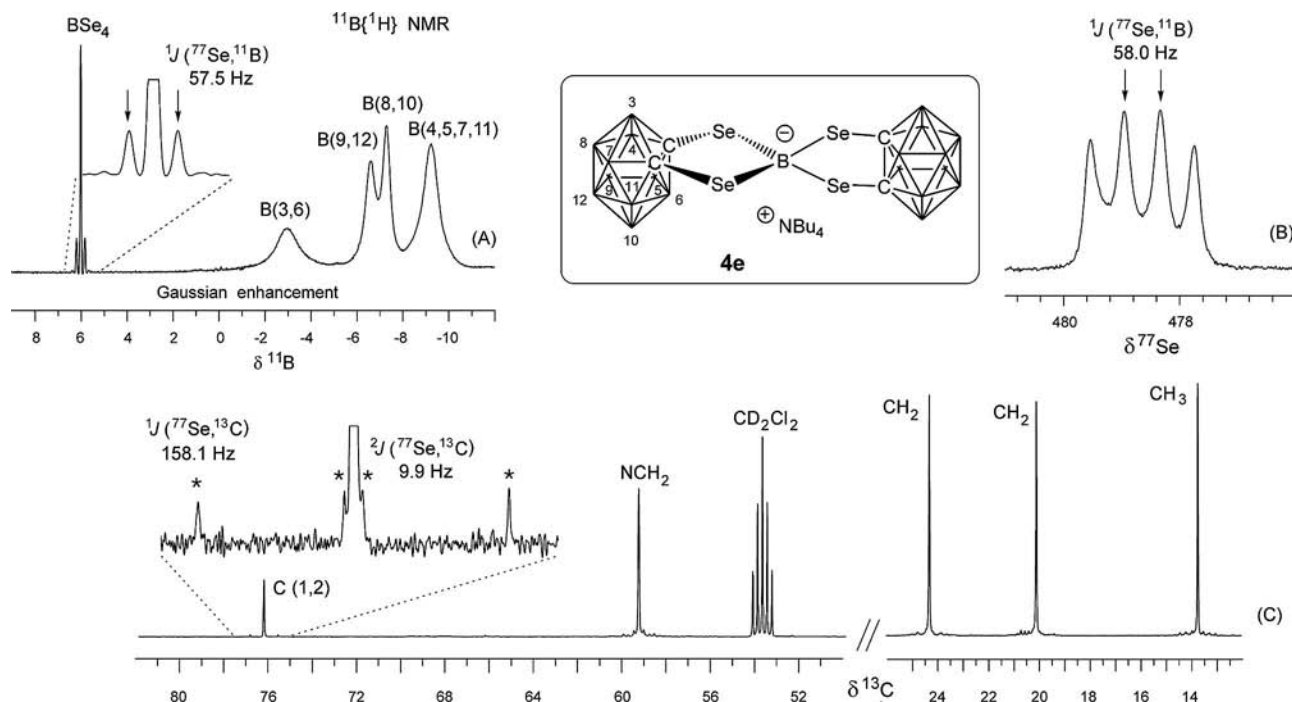 ¹¹B{¹H} NMR
BSe₄
¹J (⁷⁷Se,¹¹B)
57.5 Hz
B(8,10)
B(9,12)
B(4,5,7,11)
B(3,6)
(A)
Gaussian enhancement
8 6 4 2 0 -2 -4 -6 -8 -10
δ ¹¹B
3
8 7 4 C Se ⊖ Se C
B
C Se Se C
12 9 11 5 6
10
⊕ NBu₄
4e
¹J (⁷⁷Se,¹¹B)
58.0 Hz
(B)
480 478
δ⁷⁷Se
¹J (⁷⁷Se,¹³C)
158.1 Hz
²J (⁷⁷Se,¹³C)
9.9 Hz
* * * *
C (1,2)
NCH₂
CD₂Cl₂
CH₂
CH₂
CH₃
(C)
80 76 72 68 64 60 56 52 // 24 22 20 18 16 14
δ¹³C